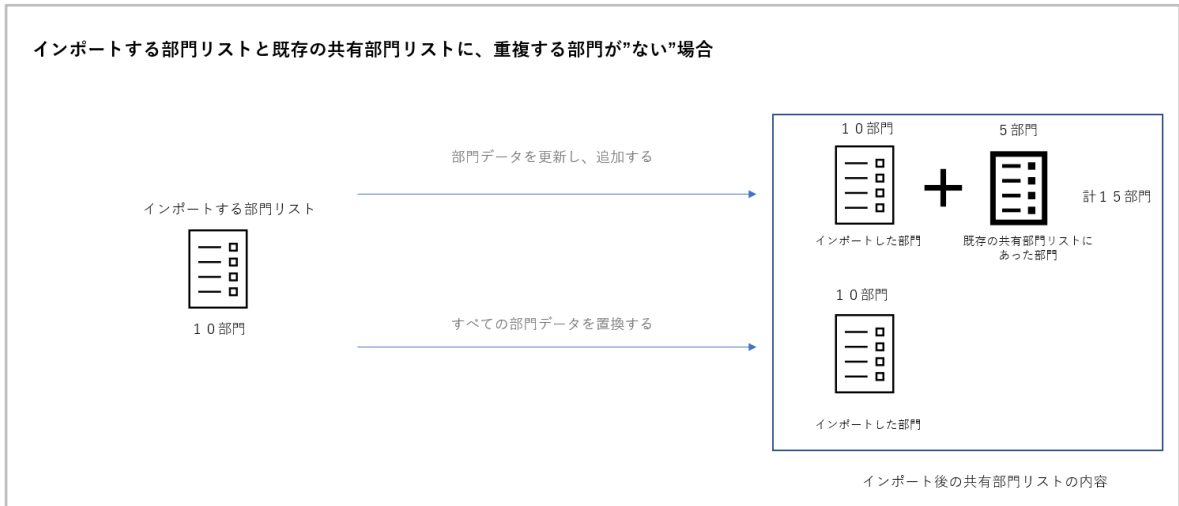 インポートする部門リストと既存の共有部門リストに、重複する部門が”ない”場合
インポートする部門リスト
１０部門
部門データを更新し、追加する
１０部門
インポートした部門
５部門
既存の共有部門リストに
あった部門
計１５部門
すべての部門データを置換する
１０部門
インポートした部門
インポート後の共有部門リストの内容